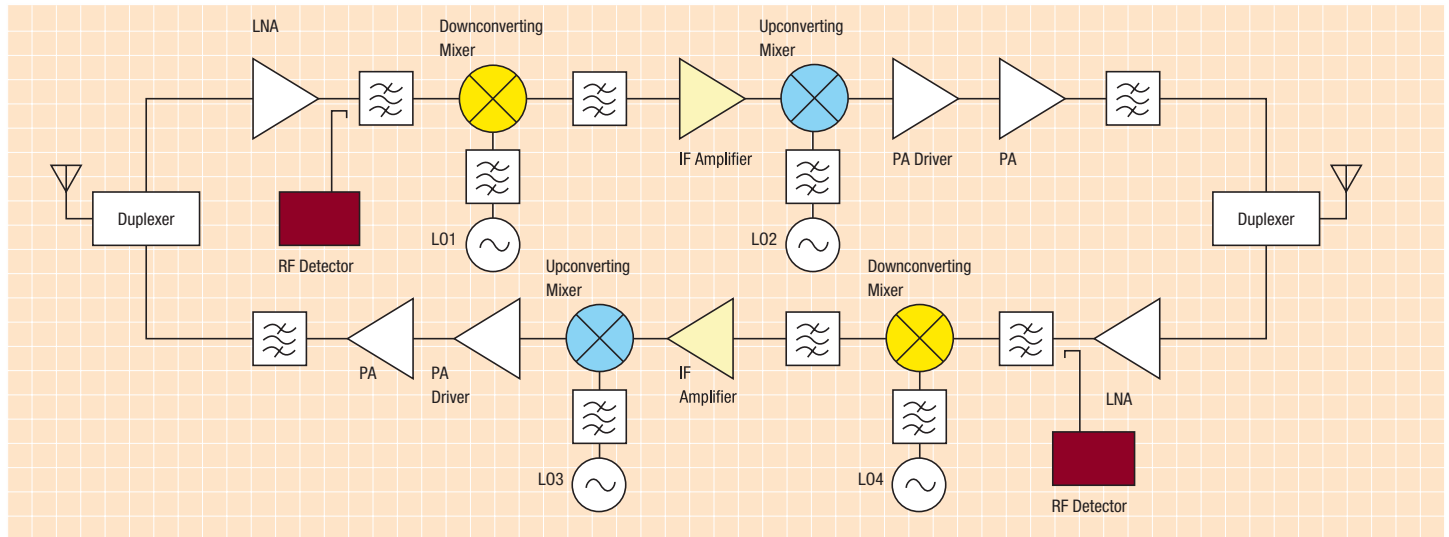 LNA
Downconverting
Mixer
Upconverting
Mixer
IF Amplifier
PA Driver
PA
Duplexer
Duplexer
LO1
LO2
RF Detector
Upconverting
Mixer
Downconverting
Mixer
PA
PA
Driver
IF
Amplifier
LNA
LO3
LO4
RF Detector